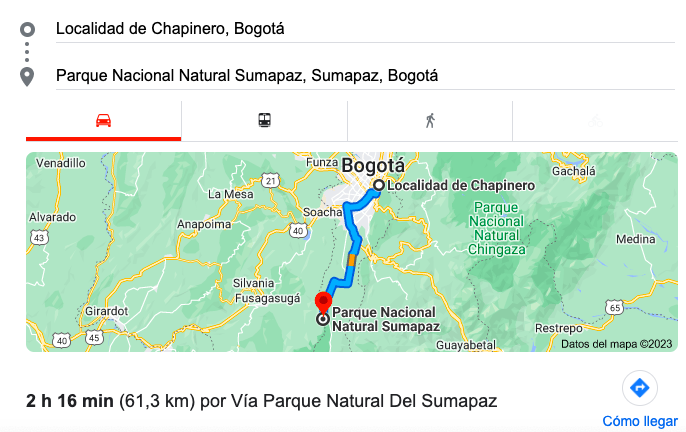 Localidad de Chapinero, Bogotá
Parque Nacional Natural Sumapaz, Sumapaz, Bogotá
Venadillo
Funza
Bogotá
Gachalá
21
La Mesa
Localidad de Chapinero
Alvarado
Soacha
Parque
Nacional
Natural
Chingaza
43
Anapoima
40
Medina
Silvania
Fusagasugá
Girardot
Parque Nacional
Natural Sumapaz
65
Restrepo
40
45
Guayabetal
Datos del mapa ©2023
2 h 16 min (61,3 km) por Vía Parque Natural Del Sumapaz
Cómo llegar